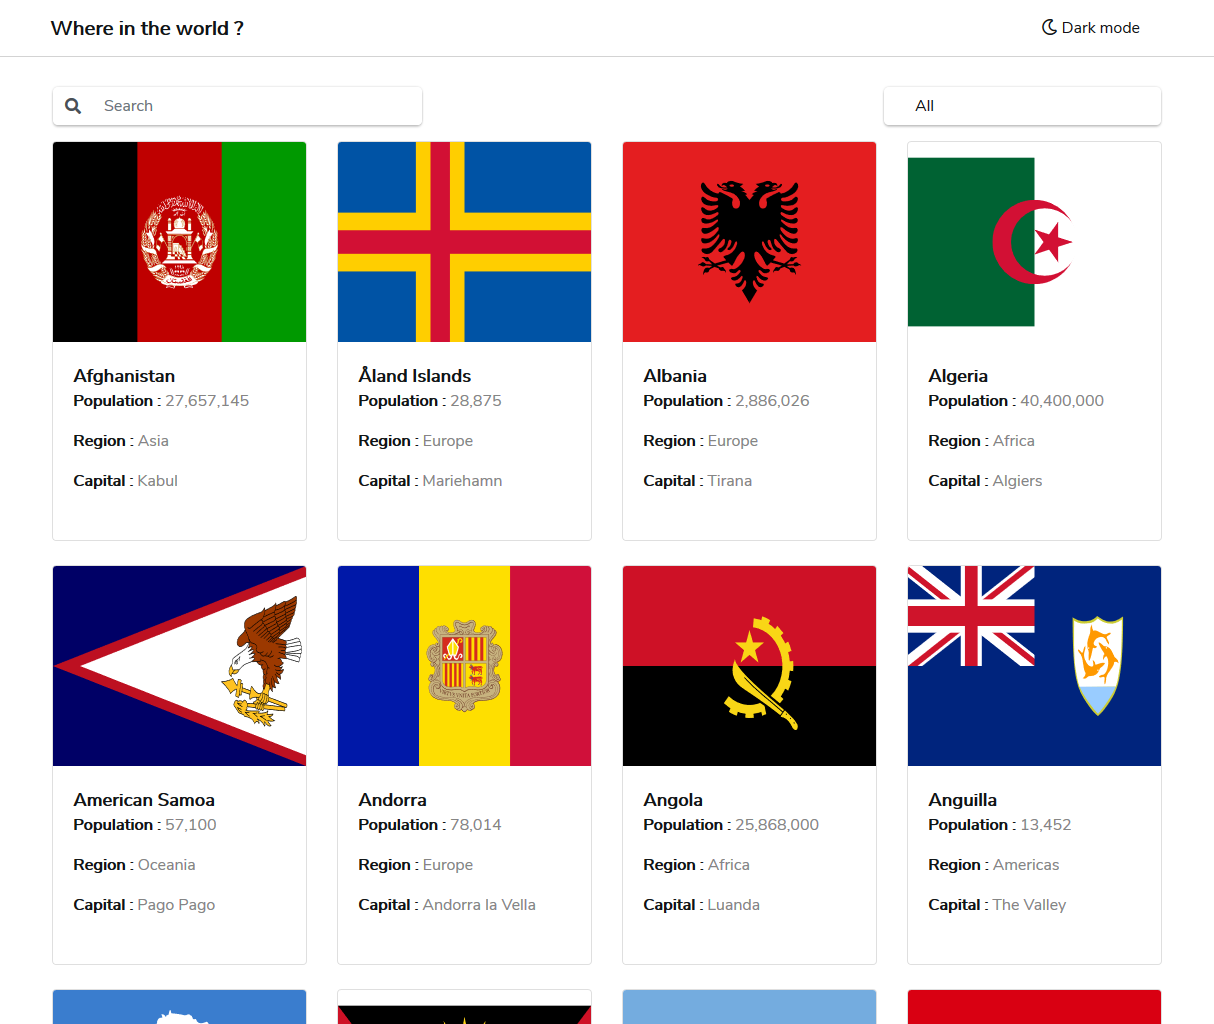 Where in the world ?
Dark mode
Search
All
Afghanistan
Population : 27,657,145
Region : Asia
Capital : Kabul
Åland Islands
Population : 28,875
Region : Europe
Capital : Mariehamn
Albania
Population : 2,886,026
Region : Europe
Capital : Tirana
Algeria
Population : 40,400,000
Region : Africa
Capital : Algiers
American Samoa
Population : 57,100
Region : Oceania
Capital : Pago Pago
Andorra
Population : 78,014
Region : Europe
Capital : Andorra la Vella
Angola
Population : 25,868,000
Region : Africa
Capital : Luanda
Anguilla
Population : 13,452
Region : Americas
Capital : The Valley